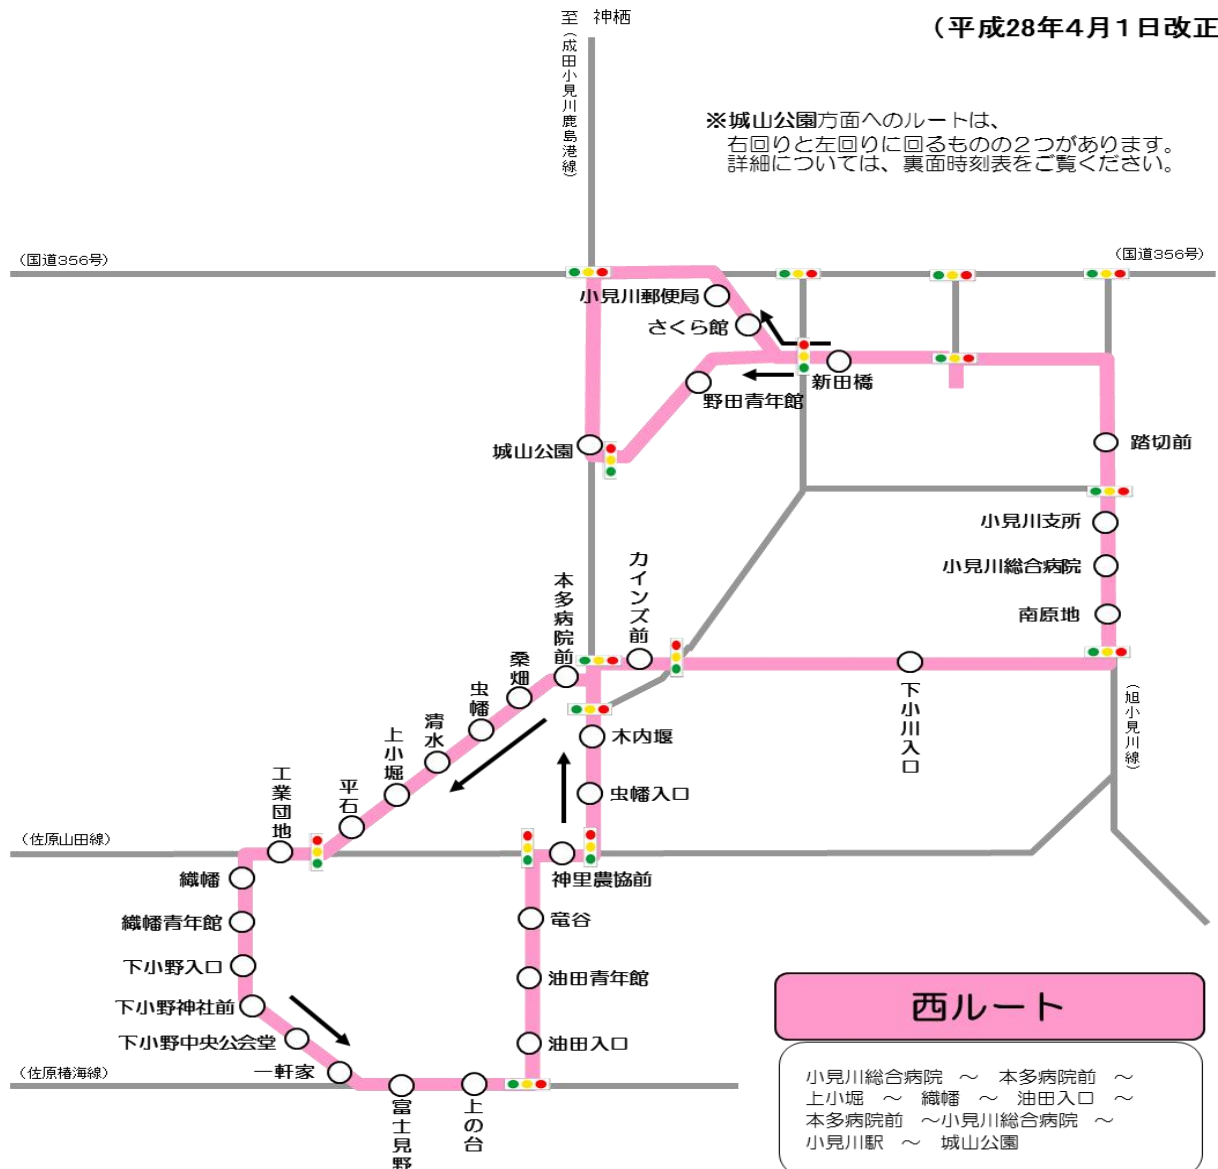 至 神栖
(成田小見川鹿島港線)
(平成28年4月1日改正
※城山公園方面へのルートは、
右回りと左回りに回るものの2つがあります。
詳細については、裏面時刻表をご覧ください。
(国道356号)
(国道356号)
小見川郵便局
さくら館
新田橋
野田青年館
城山公園
踏切前
小見川支所
小見川総合病院
南原地
カインズ前
本多病院前
桑畑
虫幡
清水
上小堀
平石
工業団地
下小川入口
(旭小見川線)
木内堰
虫幡入口
(佐原山田線)
神里農協前
織幡
織幡青年館
下小野入口
下小野神社前
下小野中央公会堂
一軒家
竜谷
油田青年館
油田入口
(佐原椿海線)
富士見野
上の台
西ルート
小見川総合病院 ~ 本多病院前 ~
上小堀 ~ 織幡 ~ 油田入口 ~
本多病院前 ~小見川総合病院 ~
小見川駅 ~ 城山公園